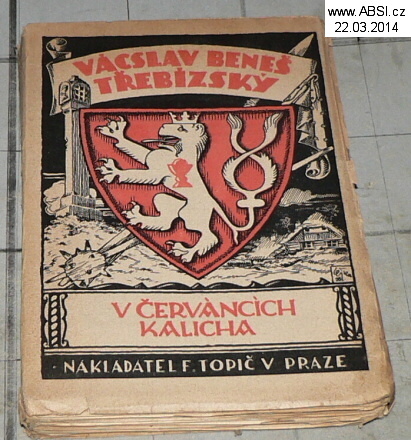 www.ABSI.cz
22.03.2014
VÁCSLAV BENEŠ
TŘEBÍZSKÝ
V ČERVÁNCÍCH
KALICHA
NAKLADATEL F. TOPIČ V PRAZE